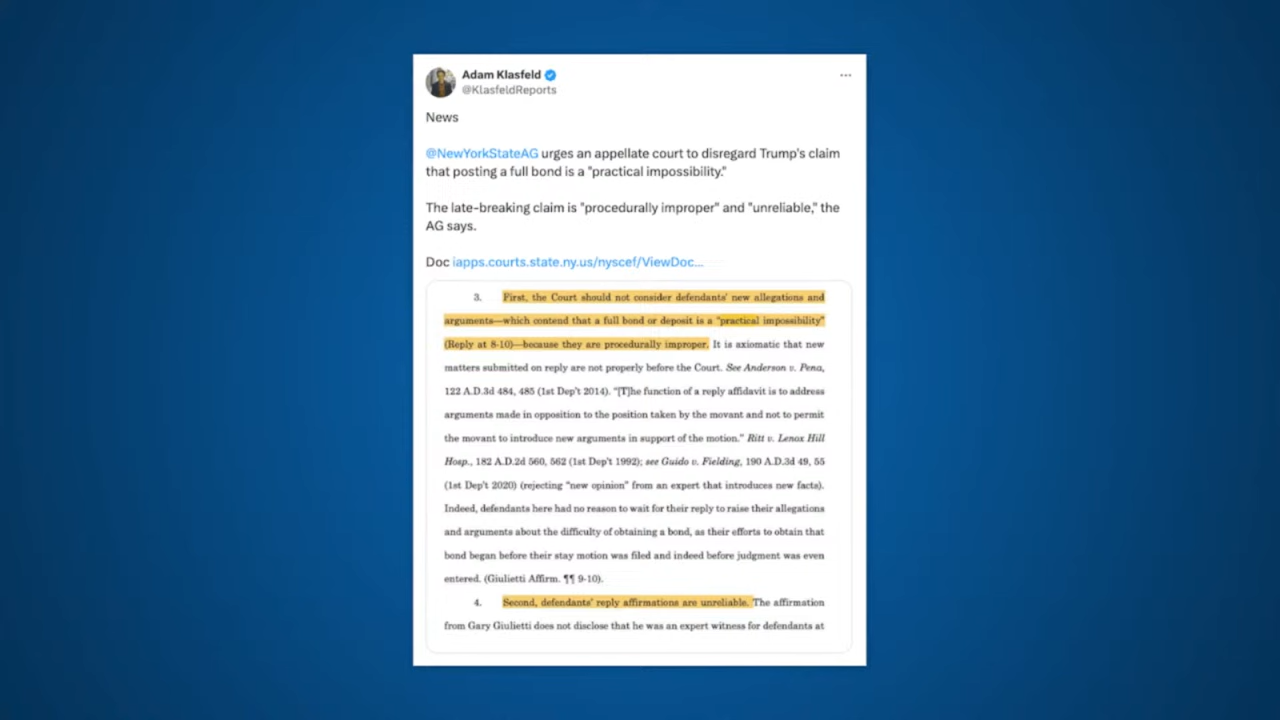 Adam Klasfeld
@KlasfeldReports
News
@NewYorkStateAG urges an appellate court to disregard Trump's claim
that posting a full bond is a "practical impossibility."
The late-breaking claim is "procedurally improper" and "unreliable," the
AG says.
Doc iapps.courts.state.ny.us/nyscef/ViewDoc...
3. First, the Court should not consider defendants' new allegations and
arguments—which contend that a full bond or deposit is a "practical impossibility"
(Reply at 8-10)—because they are procedurally improper. It is axiomatic that new
matters submitted on reply are not properly before the Court. See Anderson v. Pena,
122 A.D.3d 484, 485 (1st Dep't 2014). "[T]he function of a reply affidavit is to address
arguments made in opposition to the position taken by the movant and not to permit
the movant to introduce new arguments in support of the motion." Ritt v. Lenox Hill
Hosp., 182 A.D.2d 560, 562 (1st Dep't 1992); see Guido v. Fielding, 190 A.D.3d 49, 55
(1st Dep't 2020) (rejecting "new opinion" from an expert that introduces new facts).
Indeed, defendants here had no reason to wait for their reply to raise their allegations
and arguments about the difficulty of obtaining a bond, as their efforts to obtain that
bond began before their stay motion was filed and indeed before judgment was even
entered. (Giulietti Affirm. ¶¶ 9-10).
4. Second, defendants' reply affirmations are unreliable. The affirmation
from Gary Giulietti does not disclose that he was an expert witness for defendants at